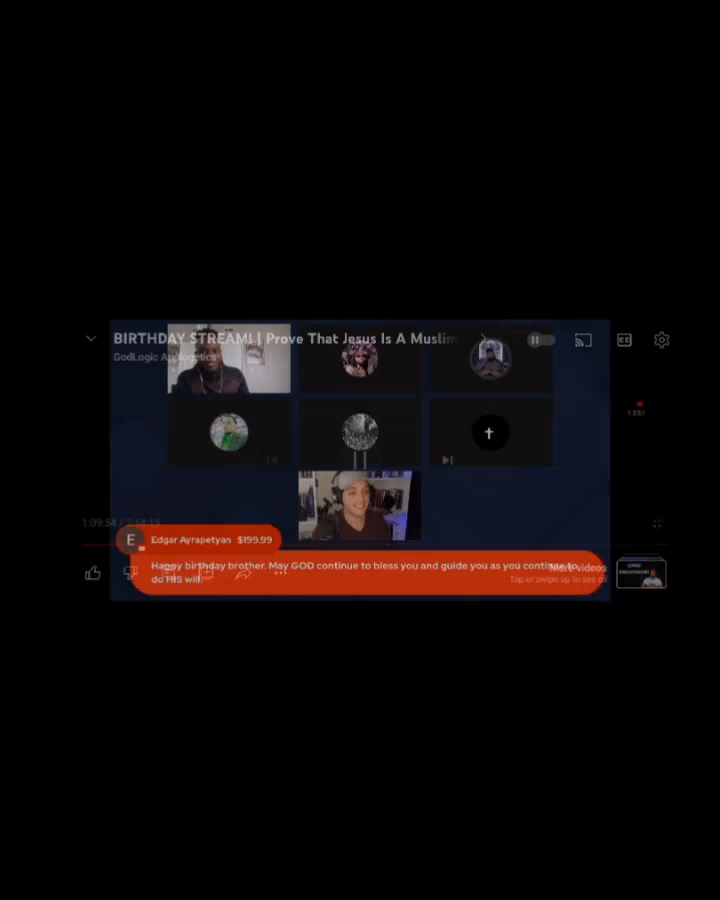 BIRTHDAY STREAM! | Prove That Jesus Is A Muslim
GodLogic Apologetics
1:09:54 / 2:14:15
E
Edgar Ayrapetyan $199.99
Happy birthday brother. May GOD continue to bless you and guide you as you continue to
do HIS will.
More videos
Tap or swipe up to see all
OPEN